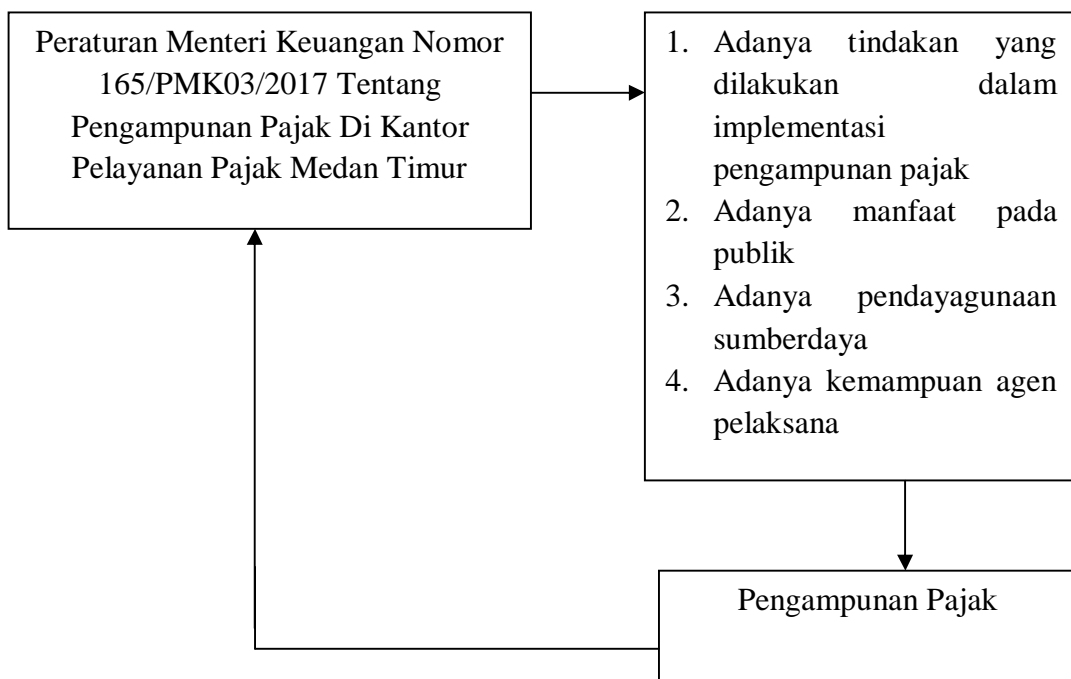 Peraturan Menteri Keuangan Nomor
165/PMK03/2017 Tentang
Pengampunan Pajak Di Kantor
Pelayanan Pajak Medan Timur
1. Adanya tindakan yang
dilakukan dalam
implementasi
pengampunan pajak
2. Adanya manfaat pada
publik
3. Adanya pendayagunaan
sumberdaya
4. Adanya kemampuan agen
pelaksana
Pengampunan Pajak